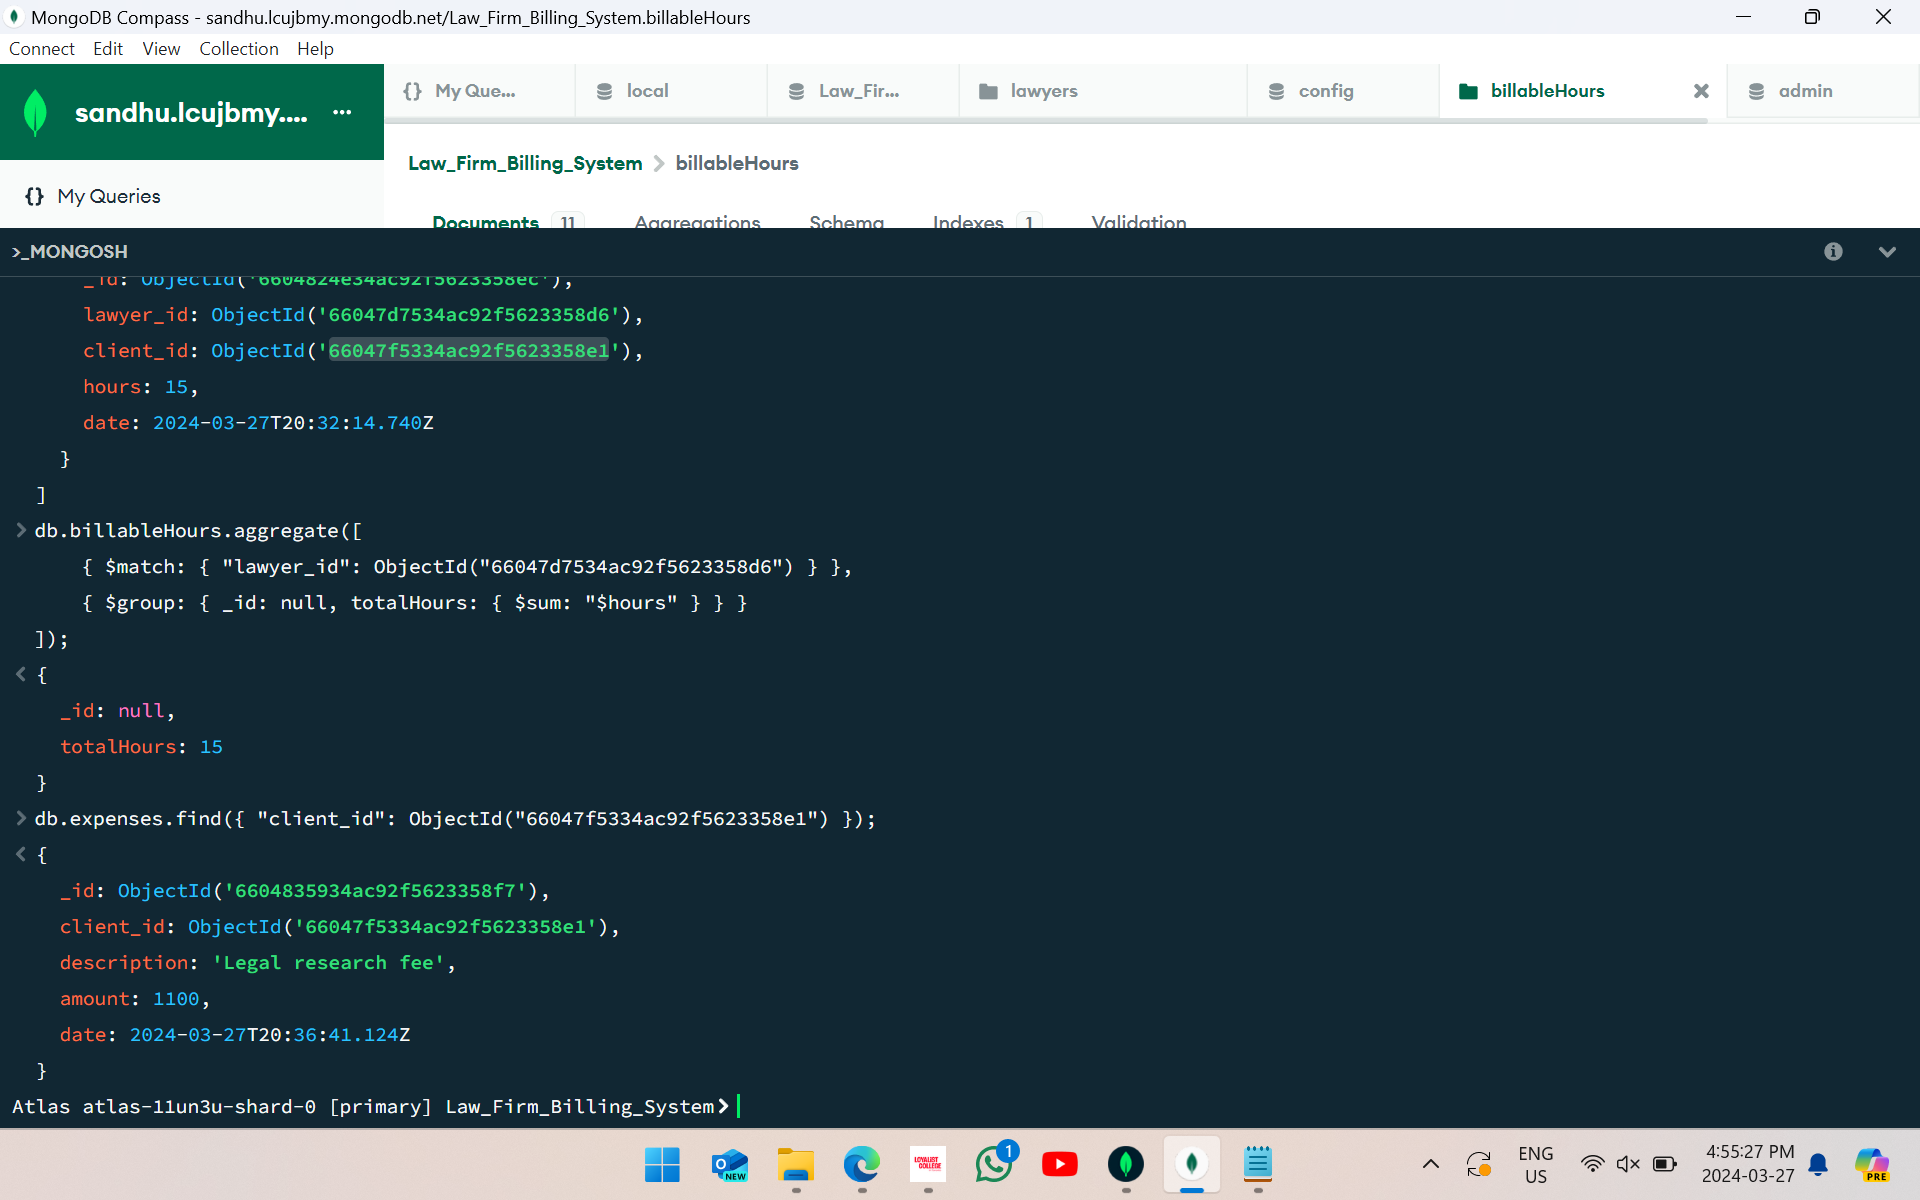 MongoDB Compass - sandhu.lcujbmy.mongodb.net/Law_Firm_Billing_System.billableHours
Connect Edit View Collection Help
sandhu.lcujbmy.... ...
{} My Que... local Law_Fir... lawyers config billableHours admin
Law_Firm_Billing_System > billableHours
{} My Queries
Documents 11 Aggregations Schema Indexes 1 Validation
>_MONGOSH
_id: ObjectId('6604824e34ac92f5623358ec'),
lawyer_id: ObjectId('66047d7534ac92f5623358d6'),
client_id: ObjectId('66047f5334ac92f5623358e1'),
hours: 15,
date: 2024-03-27T20:32:14.740Z
}
]
> db.billableHours.aggregate([
{ $match: { "lawyer_id": ObjectId("66047d7534ac92f5623358d6") } },
{ $group: { _id: null, totalHours: { $sum: "$hours" } } }
]);
< {
_id: null,
totalHours: 15
}
> db.expenses.find({ "client_id": ObjectId("66047f5334ac92f5623358e1") });
< {
_id: ObjectId('6604835934ac92f5623358f7'),
client_id: ObjectId('66047f5334ac92f5623358e1'),
description: 'Legal research fee',
amount: 1100,
date: 2024-03-27T20:36:41.124Z
}
Atlas atlas-11un3u-shard-0 [primary] Law_Firm_Billing_System>
NEW
LOYALIST
COLLEGE
1
ENG
US
4:55:27 PM
2024-03-27
PRE